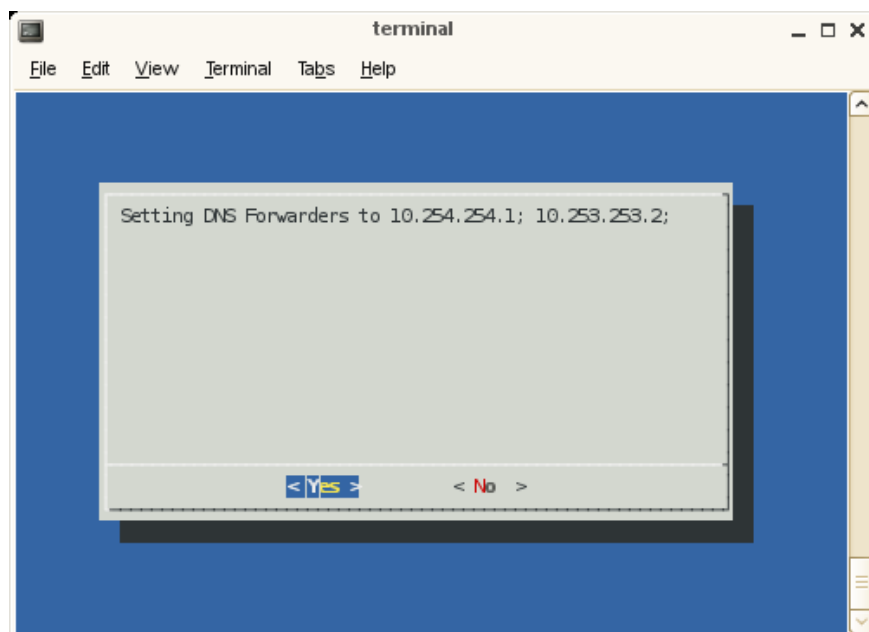 terminal
File Edit View Terminal Tabs Help
Setting DNS Forwarders to 10.254.254.1; 10.253.253.2;
< Yes > < No >